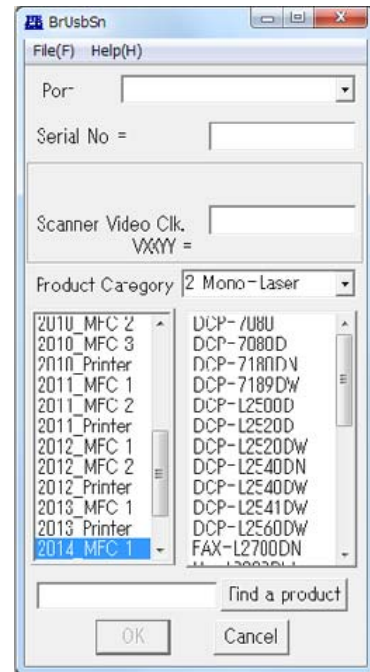 BrUsbSn
File(F) Help(H)
Port
Serial No =
Scanner Video Clk.
VXXYY =
Product Category 2 Mono-Laser
2010_MFC 2
2010_MFC 3
2010_Printer
2011_MFC 1
2011_MFC 2
2011_Printer
2012_MFC 1
2012_MFC 2
2012_Printer
2013_MFC 1
2013_Printer
2014_MFC 1
DCP-7080
DCP-7080D
DCP-7180DN
DCP-7189DW
DCP-L2500D
DCP-L2520D
DCP-L2520DW
DCP-L2540DN
DCP-L2540DW
DCP-L2541DW
DCP-L2560DW
FAX-L2700DN
Find a product
OK Cancel